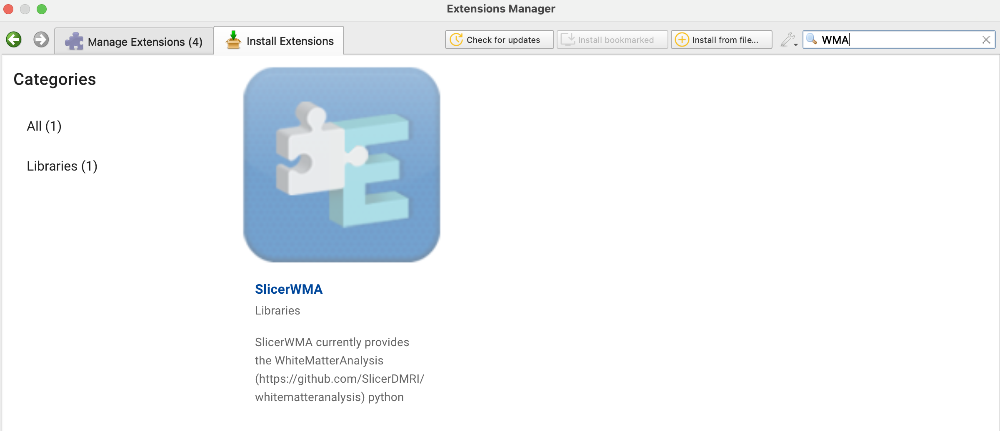 Extensions Manager
Manage Extensions (4)
Install Extensions
Check for updates
Install bookmarked
Install from file...
WMA
Categories
All (1)
Libraries (1)
E
SlicerWMA
Libraries
SlicerWMA currently provides
the WhiteMatterAnalysis
(https://github.com/SlicerDMRI/
whitematteranalysis) python